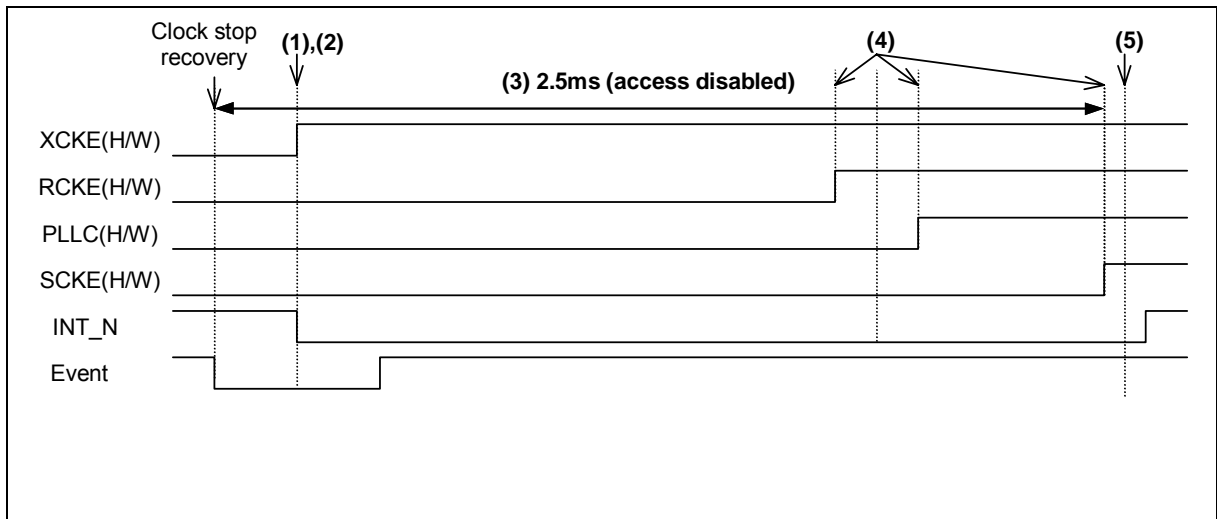 Clock stop
recovery
(1),(2)
(4)
(5)
(3) 2.5ms (access disabled)
XCKE(H/W)
RCKE(H/W)
PLLC(H/W)
SCKE(H/W)
INT_N
Event